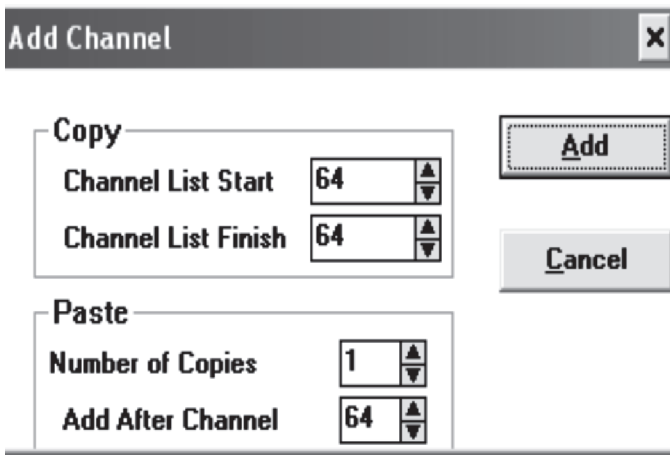 Add Channel
Copy
Channel List Start 64
Channel List Finish 64
Add
Cancel
Paste
Number of Copies 1
Add After Channel 64